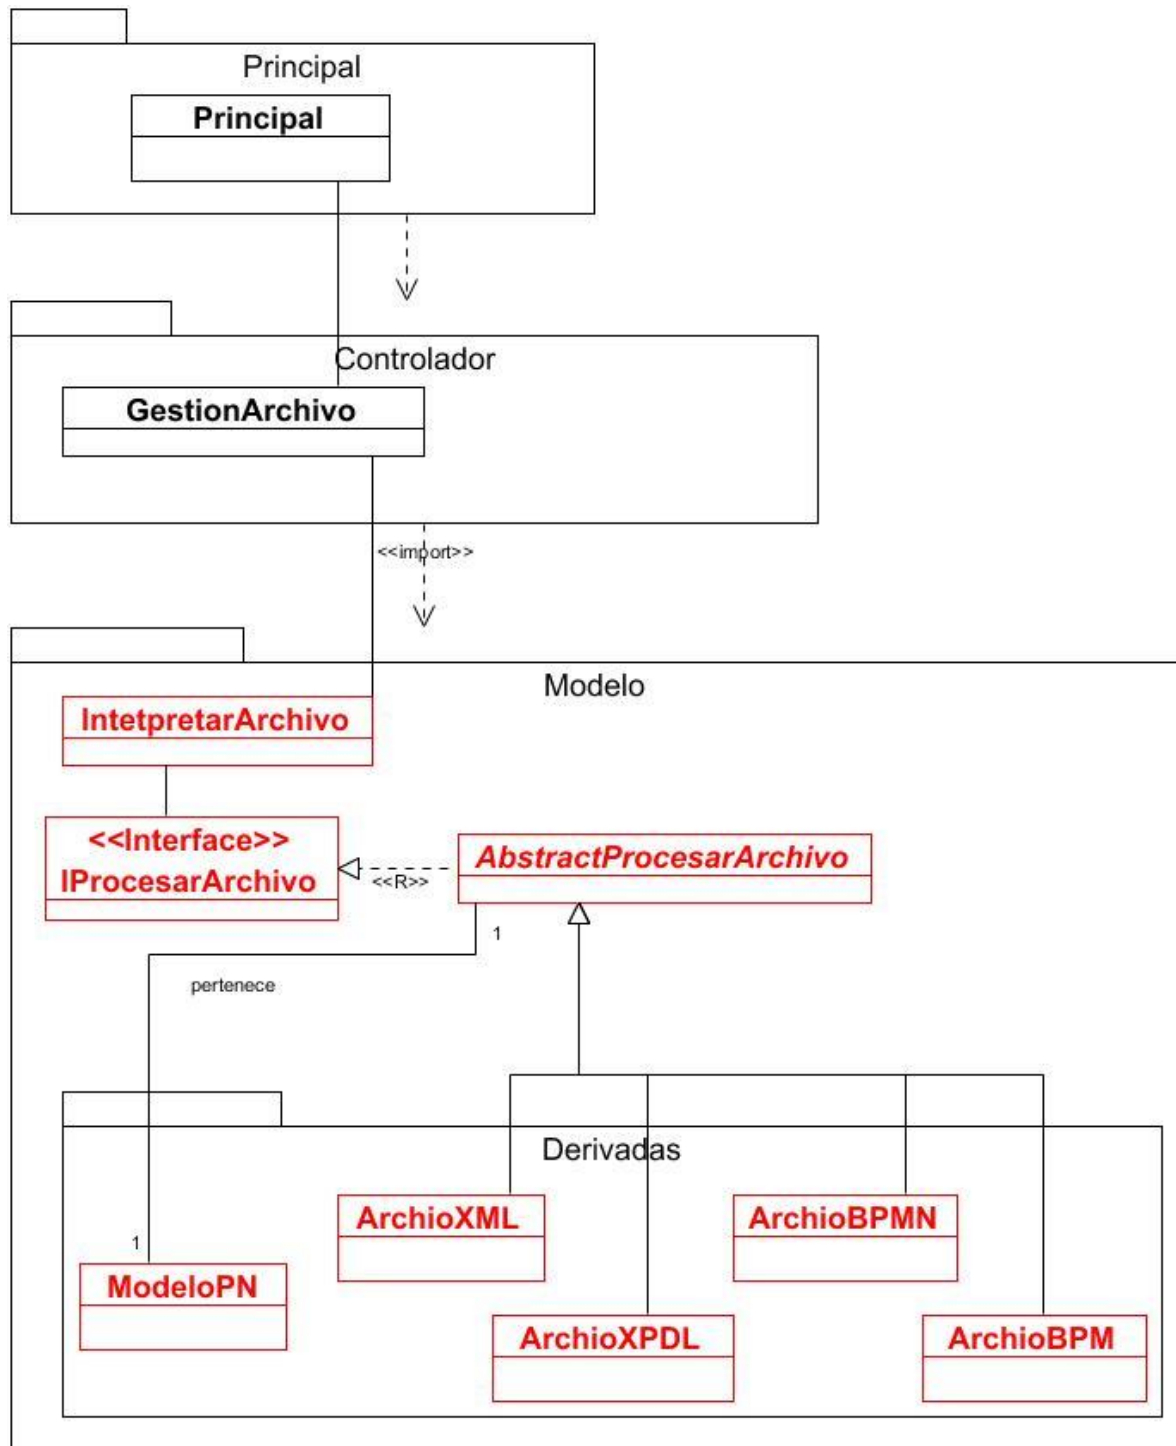 Principal
Principal
Controlador
GestionArchivo
<<import>>
Modelo
IntetpretarArchivo
<<Interface>>
IProcesarArchivo
<<R>>
AbstractProcesarArchivo
1
pertenece
Derivadas
1
ModeloPN
ArchioXML
ArchioBPMN
ArchioXPDL
ArchioBPM